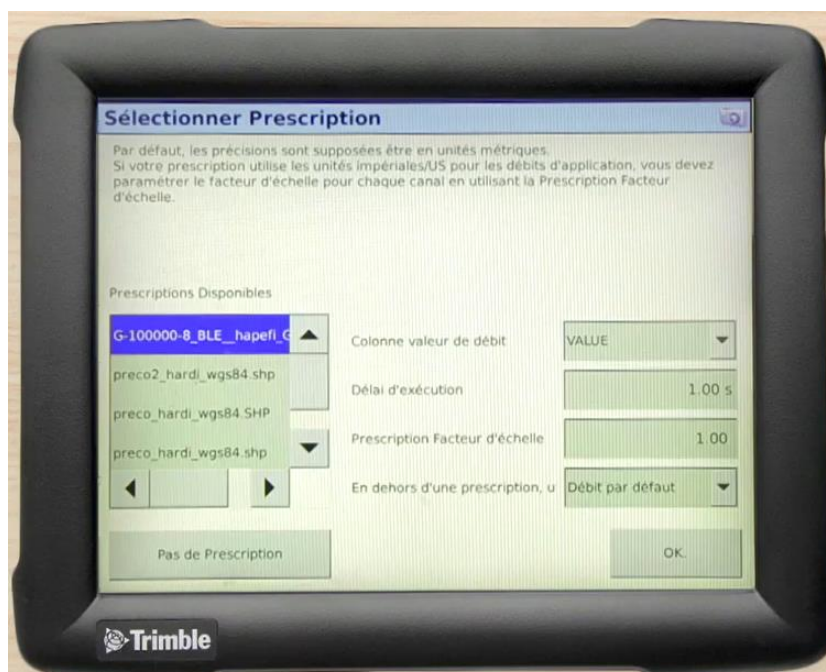 Sélectionner Prescription
Par défaut, les précisions sont supposées être en unités métriques.
Si votre prescription utilise les unités impériales/US pour les débits d'application, vous devez
paramétrer le facteur d'échelle pour chaque canal en utilisant la Prescription Facteur
d'échelle.
Prescriptions Disponibles
G-100000-8_BLE__hapefi_G
preco2_hardi_wgs84.shp
preco_hardi_wgs84.SHP
preco_hardi_wgs84.shp
Colonne valeur de débit
VALUE
Délai d'exécution
1.00 s
Prescription Facteur d'échelle
1.00
En dehors d'une prescription, u
Débit par défaut
Pas de Prescription
OK
Trimble